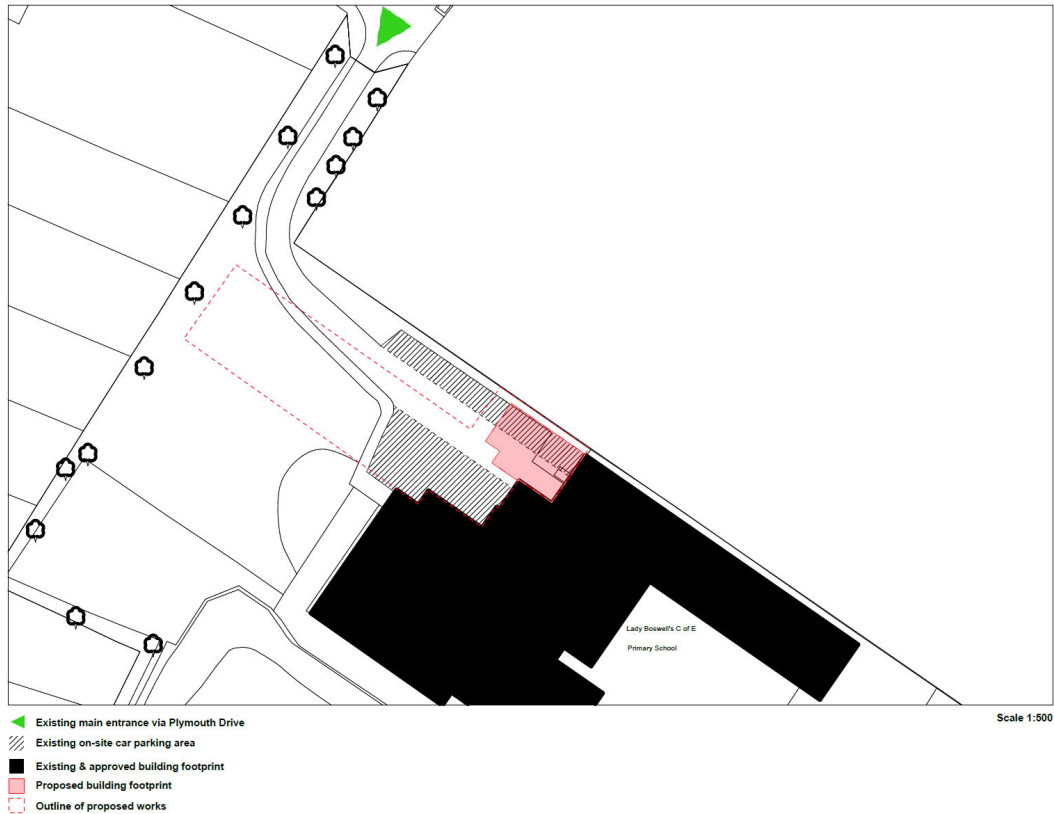 Lady Boswell's C of E
Primary School
Scale 1:500
Existing main entrance via Plymouth Drive
Existing on-site car parking area
Existing & approved building footprint
Proposed building footprint
Outline of proposed works